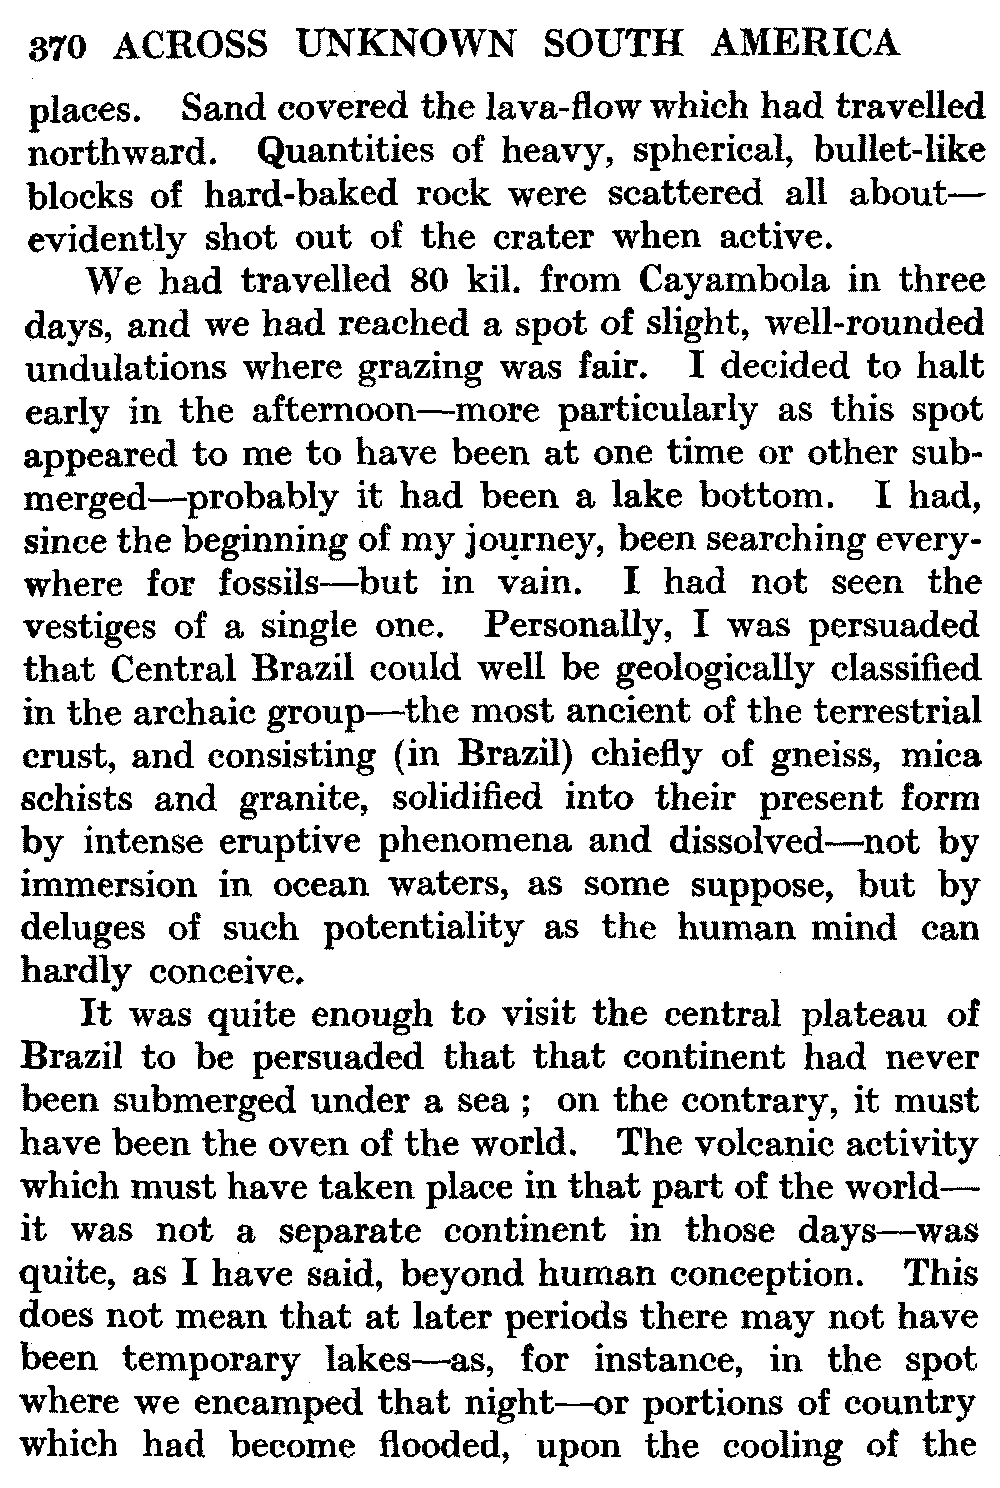 370 ACROSS UNKNOWN SOUTH AMERICA
places. Sand covered the lava-flow which had travelled
northward. Quantities of heavy, spherical, bullet-like
blocks of hard-baked rock were scattered all about—
evidently shot out of the crater when active.
We had travelled 80 kil. from Cayambola in three
days, and we had reached a spot of slight, well-rounded
undulations where grazing was fair. I decided to halt
early in the afternoon—more particularly as this spot
appeared to me to have been at one time or other sub-
merged—probably it had been a lake bottom. I had,
since the beginning of my journey, been searching every-
where for fossils—but in vain. I had not seen the
vestiges of a single one. Personally, I was persuaded
that Central Brazil could well be geologically classified
in the archaic group—the most ancient of the terrestrial
crust, and consisting (in Brazil) chiefly of gneiss, mica
schists and granite, solidified into their present form
by intense eruptive phenomena and dissolved—not by
immersion in ocean waters, as some suppose, but by
deluges of such potentiality as the human mind can
hardly conceive.
It was quite enough to visit the central plateau of
Brazil to be persuaded that that continent had never
been submerged under a sea ; on the contrary, it must
have been the oven of the world. The volcanic activity
which must have taken place in that part of the world—
it was not a separate continent in those days—was
quite, as I have said, beyond human conception. This
does not mean that at later periods there may not have
been temporary lakes—as, for instance, in the spot
where we encamped that night—or portions of country
which had become flooded, upon the cooling of the